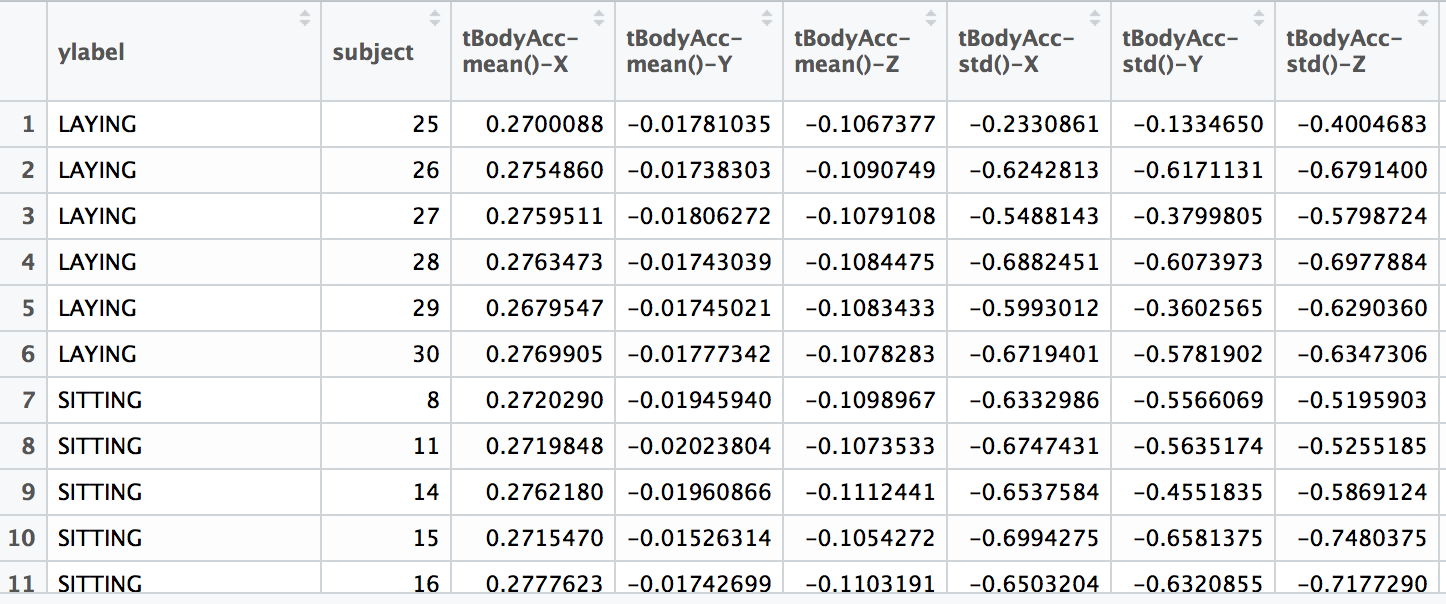 ylabel subject tBodyAcc-mean()-X tBodyAcc-mean()-Y tBodyAcc-mean()-Z tBodyAcc-std()-X tBodyAcc-std()-Y tBodyAcc-std()-Z
1 LAYING 25 0.2700088 -0.01781035 -0.1067377 -0.2330861 -0.1334650 -0.4004683
2 LAYING 26 0.2754860 -0.01738303 -0.1090749 -0.6242813 -0.6171131 -0.6791400
3 LAYING 27 0.2759511 -0.01806272 -0.1079108 -0.5488143 -0.3799805 -0.5798724
4 LAYING 28 0.2763473 -0.01743039 -0.1084475 -0.6882451 -0.6073973 -0.6977884
5 LAYING 29 0.2679547 -0.01745021 -0.1083433 -0.5993012 -0.3602565 -0.6290360
6 LAYING 30 0.2769905 -0.01777342 -0.1078283 -0.6719401 -0.5781902 -0.6347306
7 SITTING 8 0.2720290 -0.01945940 -0.1098967 -0.6332986 -0.5566069 -0.5195903
8 SITTING 11 0.2719848 -0.02023804 -0.1073533 -0.6747431 -0.5635174 -0.5255185
9 SITTING 14 0.2762180 -0.01960866 -0.1112441 -0.6537584 -0.4551835 -0.5869124
10 SITTING 15 0.2715470 -0.01526314 -0.1054272 -0.6994275 -0.6581375 -0.7480375
11 SITTING 16 0.2777623 -0.01742699 -0.1103191 -0.6503204 -0.6320855 -0.7177290